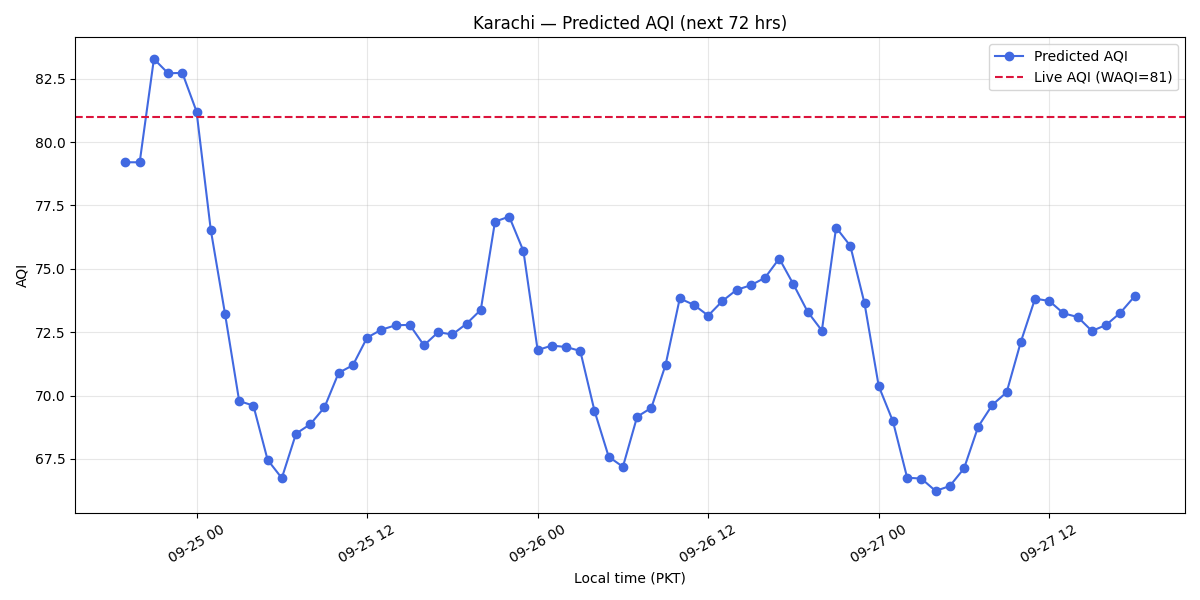 Karachi — Predicted AQI (next 72 hrs)
Predicted AQI
Live AQI (WAQI=81)
AQI
82.5
80.0
77.5
75.0
72.5
70.0
67.5
09-25 00
09-25 12
09-26 00
09-26 12
09-27 00
09-27 12
Local time (PKT)